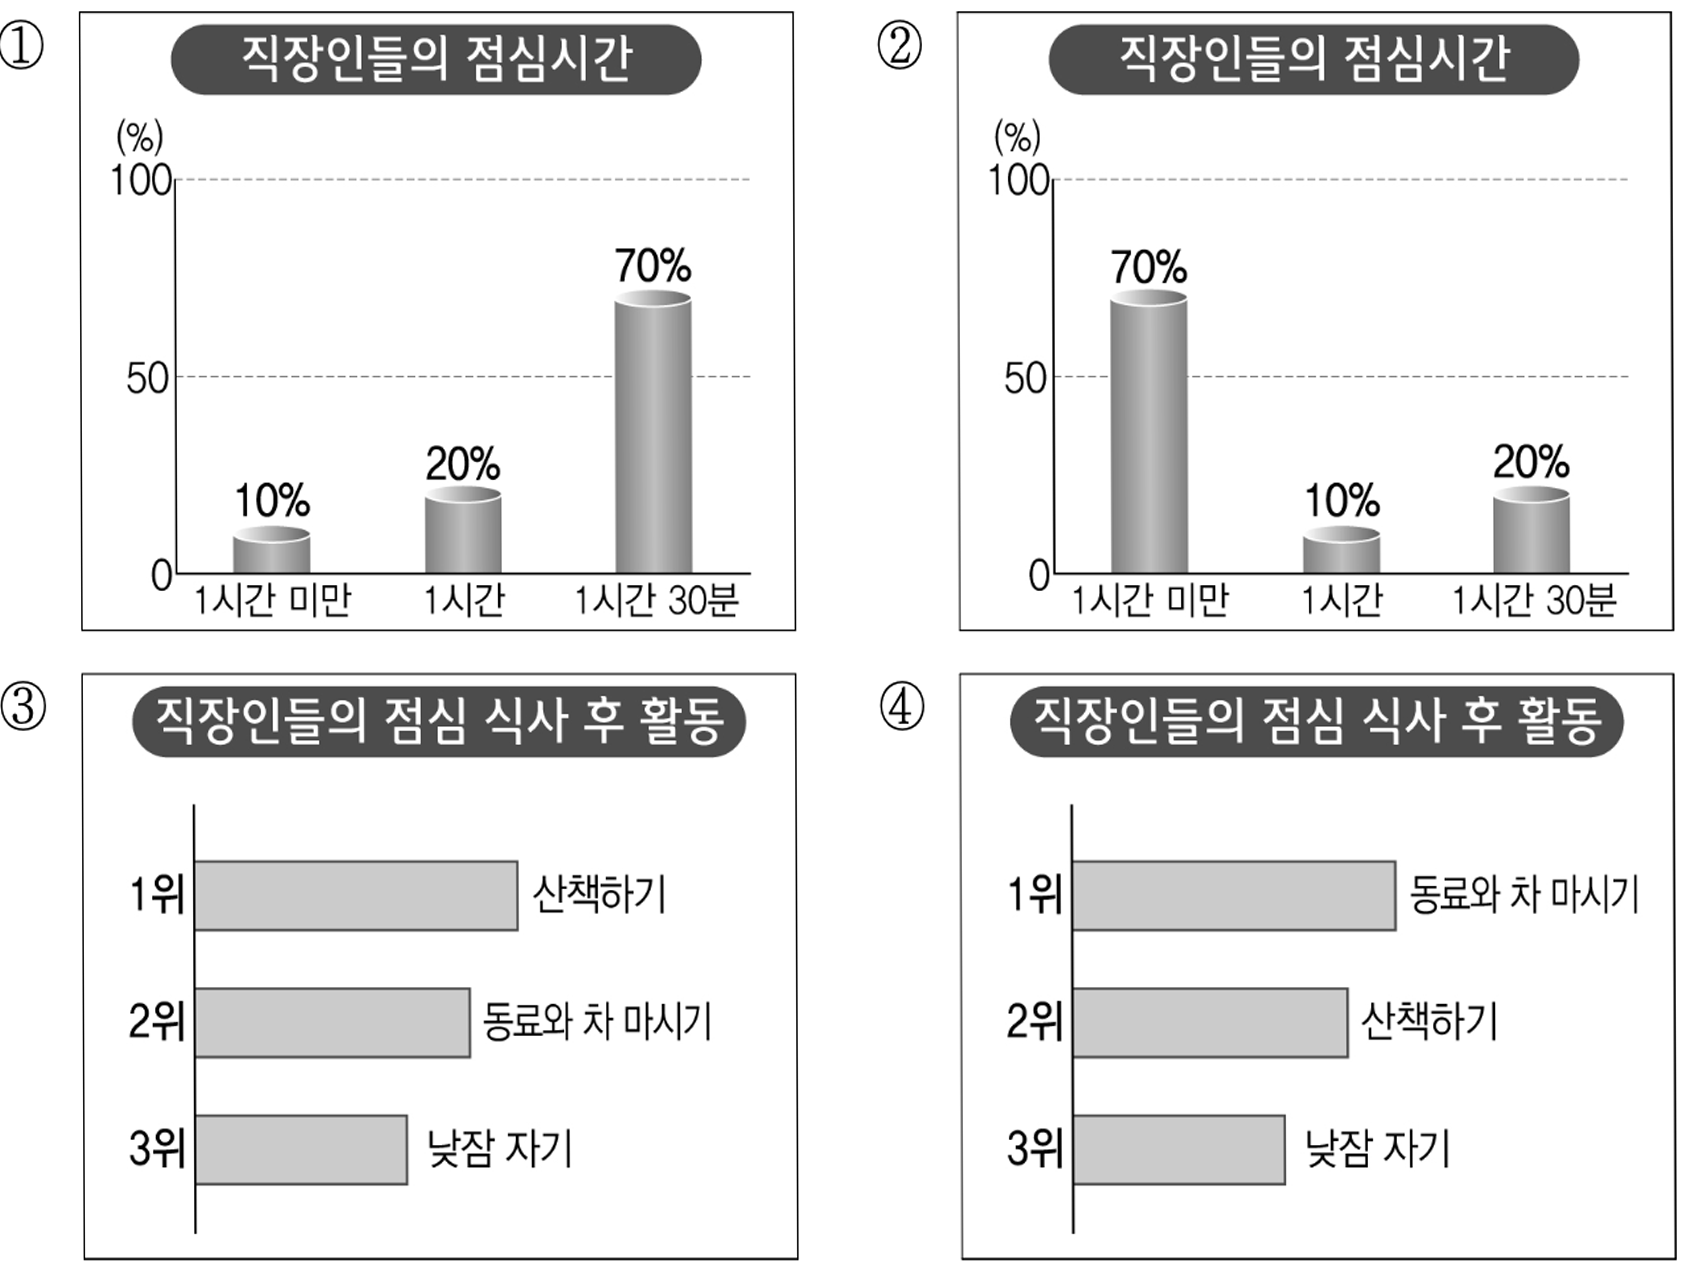 ①
직장인들의 점심시간
(%)
100
50
0
10%
20%
70%
1시간 미만
1시간
1시간 30분
②
직장인들의 점심시간
(%)
100
50
0
70%
10%
20%
1시간 미만
1시간
1시간 30분
③
직장인들의 점심 식사 후 활동
1위 산책하기
2위 동료와 차 마시기
3위 낮잠 자기
④
직장인들의 점심 식사 후 활동
1위 동료와 차 마시기
2위 산책하기
3위 낮잠 자기